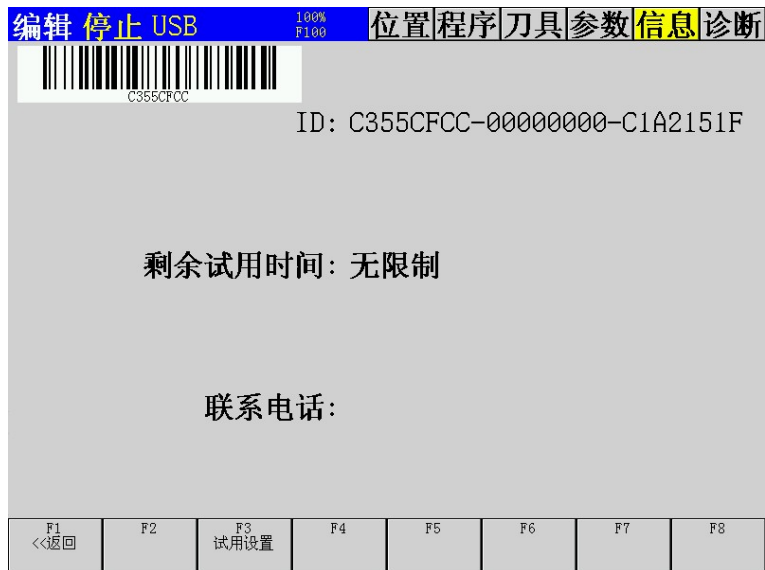 编辑 停止 USB 100% F100 位置 程序 刀具 参数 信息 诊断
C355CFCC
ID: C355CFCC-00000000-C1A2151F
剩余试用时间: 无限制
联系电话:
F1 F2 F3 F4 F5 F6 F7 F8
<<返回 试用设置